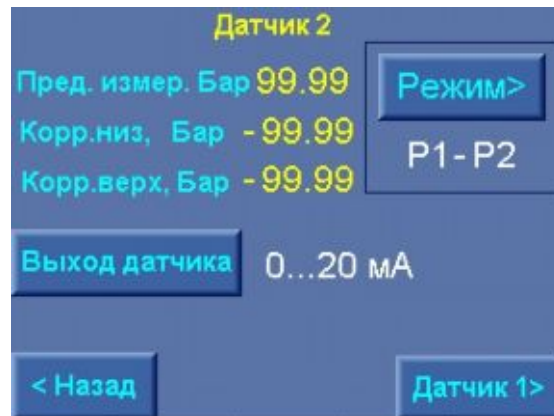 Датчик 2
Пред. измер. Бар 99.99
Режим>
Корр.низ, Бар -99.99
P1-P2
Корр.верх, Бар -99.99
Выход датчика 0...20 мА
< Назад
Датчик 1>